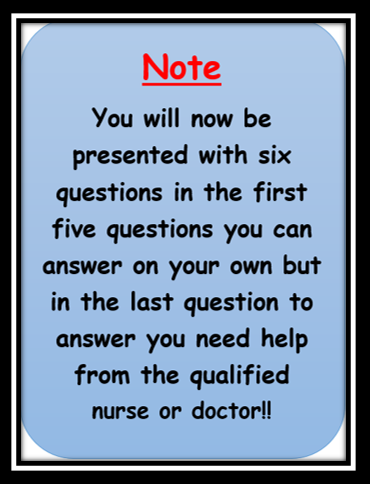 Note
You will now be
presented with six
questions in the first
five questions you can
answer on your own but
in the last question to
answer you need help
from the qualified
nurse or doctor!!